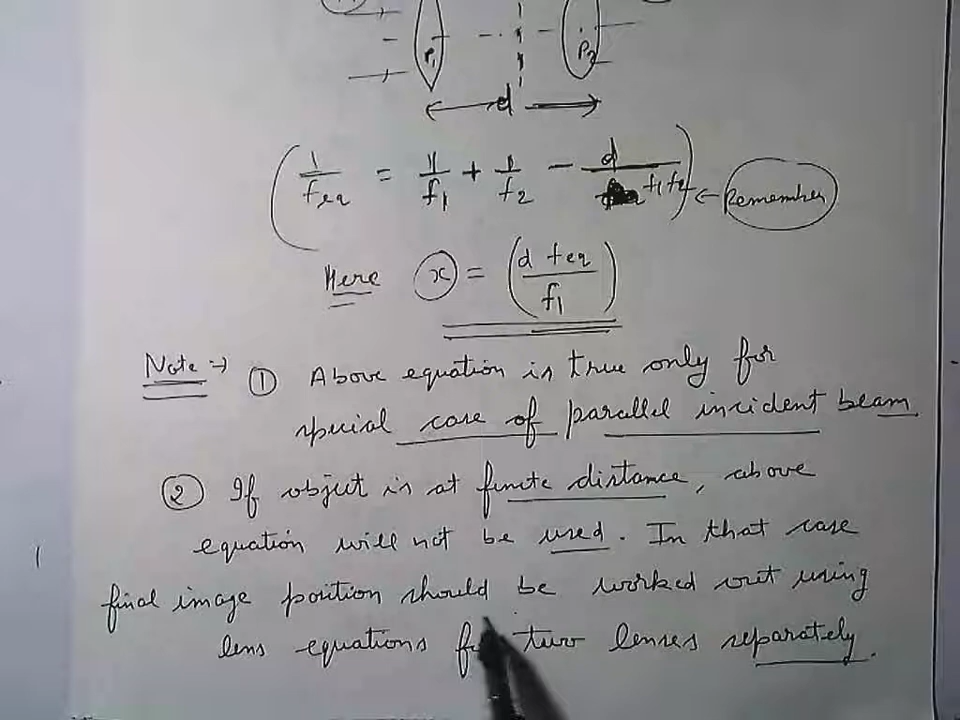 P1 P2
d
1/feq = 1/f1 + 1/f2 - d/f1f2 ← Remember
Here x = (d feq / f1)
Note :→ ① Above equation is true only for
special case of parallel incident beam
② If object is at finite distance, above
equation will not be used. In that case
final image position should be worked out using
lens equations for two lenses separately.